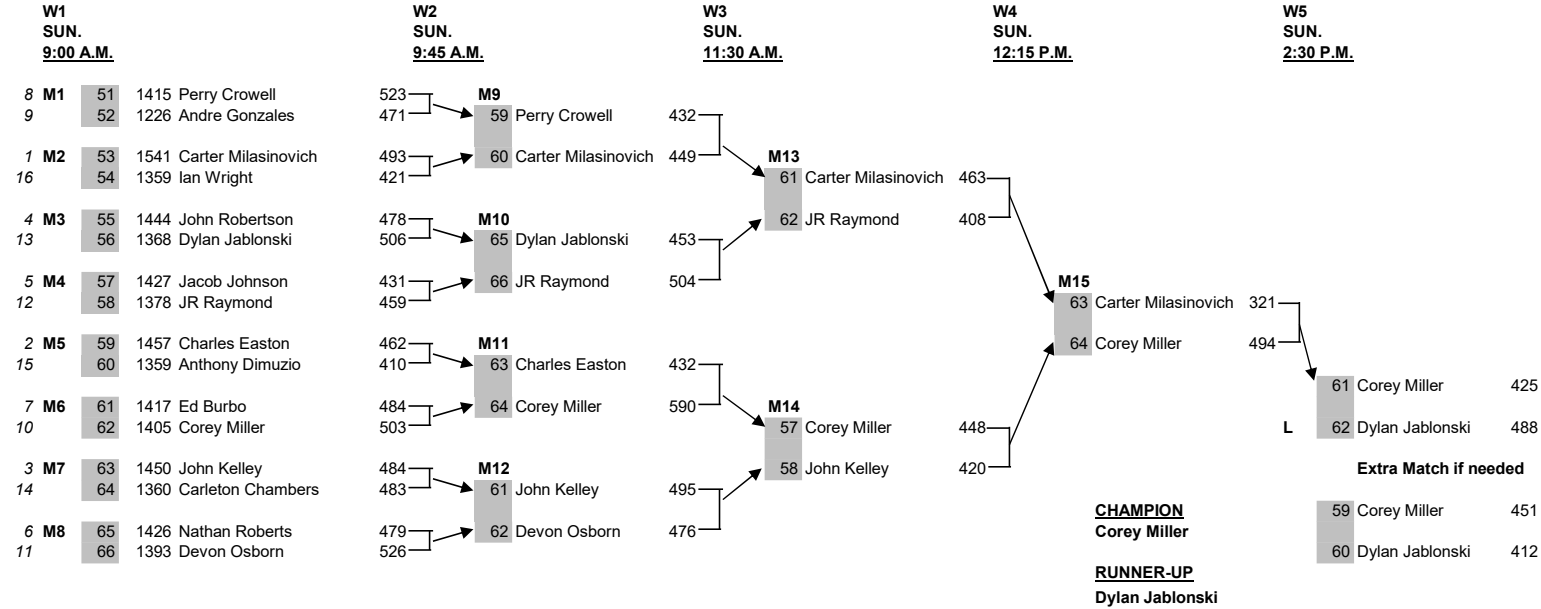 W1 W2 W3 W4 W5
SUN. SUN. SUN. SUN. SUN.
9:00 A.M. 9:45 A.M. 11:30 A.M. 12:15 P.M. 2:30 P.M.
8 M1 51 1415 Perry Crowell 523 M9
9 52 1226 Andre Gonzales 471 59 Perry Crowell 432
1 M2 53 1541 Carter Milasinovich 493 60 Carter Milasinovich 449 M13
16 54 1359 Ian Wright 421 61 Carter Milasinovich 463
4 M3 55 1444 John Robertson 478 M10 62 JR Raymond 408
13 56 1368 Dylan Jablonski 506 65 Dylan Jablonski 453
5 M4 57 1427 Jacob Johnson 431 66 JR Raymond 504 M15
12 58 1378 JR Raymond 459 63 Carter Milasinovich 321
2 M5 59 1457 Charles Easton 462 M11 64 Corey Miller 494
15 60 1359 Anthony Dimuzio 410 63 Charles Easton 432
61 Corey Miller 425
7 M6 61 1417 Ed Burbo 484 64 Corey Miller 590 M14
10 62 1405 Corey Miller 503 57 Corey Miller 448 L 62 Dylan Jablonski 488
3 M7 63 1450 John Kelley 484 M12 58 John Kelley 420 Extra Match if needed
14 64 1360 Carleton Chambers 483 61 John Kelley 495
CHAMPION 59 Corey Miller 451
6 M8 65 1426 Nathan Roberts 479 62 Devon Osborn 476 Corey Miller
11 66 1393 Devon Osborn 526 60 Dylan Jablonski 412
RUNNER-UP
Dylan Jablonski